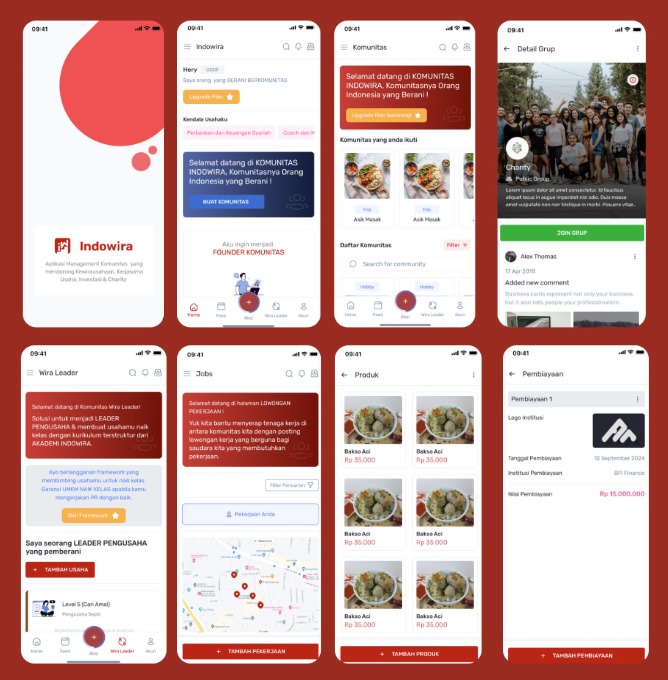 09:41
Indowira
Aplikasi Management Komunitas yang
mendorong Kewirausahaan, Kerjasama
Usaha, Investasi & Charity
09:41
Indowira
Hery
USER
Saya orang yang BERANI BERKOMUNITAS
Upgrade Plan
Kendala Usahaku
Perbankan dan Keuangan Syariah
Coach dan
Selamat datang di KOMUNITAS
INDOWIRA, Komunitasnya Orang
Indonesia yang Berani !
BUAT KOMUNITAS
Aku ingin menjadi
FOUNDER KOMUNITAS
Home
Feed
Aksi
Wira Leader
Akun
09:41
Komunitas
Selamat datang di KOMUNITAS
INDOWIRA, Komunitasnya Orang
Indonesia yang Berani !
Upgrade Plan Sekarang!
Komunitas yang anda ikuti
Asik Masak
Asik Masak
Daftar Komunitas
Filter
Search for community
Hobby
Hobby
Home
Feed
Aksi
Wira Leader
Akun
09:41
Detail Grup
Charity
Public Group
Lorem ipsum dolor sit amet consectetur. Id faucibus
aliquet lacus in augue imperdiet nisi odio. Duis massa
amet vulputate non non tristique in morbi. Posuere vitae..
JOIN GRUP
Alex Thomas
17 Apr 2018
Added new comment
Business cards represent not only your business,
but it also tells people your professionalism.
09:41
Wira Leader
Selamat datang di Komunitas Wira Leader!
Solusi untuk menjadi LEADER
PENGUSAHA & membuat usahamu naik
kelas dengan kurikulum terstruktur dari
AKADEMI INDOWIRA.
Ayo berlangganan framework yang
membimbing usahamu untuk naik kelas.
Garansi UMKM NAIK KELAS apabila kamu
mengerjakan PR dengan baik.
Beli Framework
Saya seorang LEADER PENGUSAHA
yang pemberani
+ TAMBAH USAHA
Level 5 (Cari Amal)
Pengusaha Sejati
Home
Feed
Aksi
Wira Leader
Akun
09:41
Jobs
Selamat datang di halaman LOWONGAN
PEKERJAAN !
Yuk kita bantu menyerap tenaga kerja di
antara komunitas kita dengan posting
lowongan kerja yang berguna bagi
saudara kita yang membutuhkan
pekerjaan.
Filter Pencarian
Pekerjaan Anda
+ TAMBAH PEKERJAAN
09:41
Produk
Bakso Aci
Rp 35.000
Bakso Aci
Rp 35.000
Bakso Aci
Rp 35.000
Bakso Aci
Rp 35.000
Bakso Aci
Rp 35.000
Bakso Aci
Rp 35.000
+ TAMBAH PRODUK
09:41
Pembiayaan
Pembiayaan 1
Logo Institusi
Tanggal Pembiayaan
12 September 2024
Institusi Pembiayaan
BFI Finance
Nilai Pembiayaan
Rp 15.000.000
+ TAMBAH PEMBIAYAAN